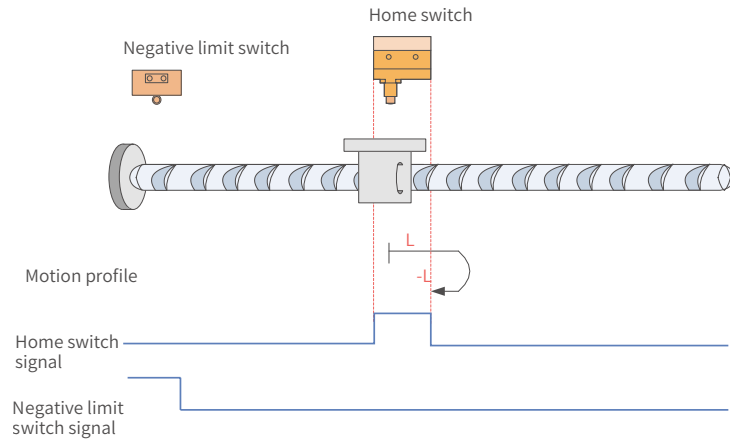 Home switch
Negative limit switch
L
-L
Motion profile
Home switch
signal
Negative limit
switch signal